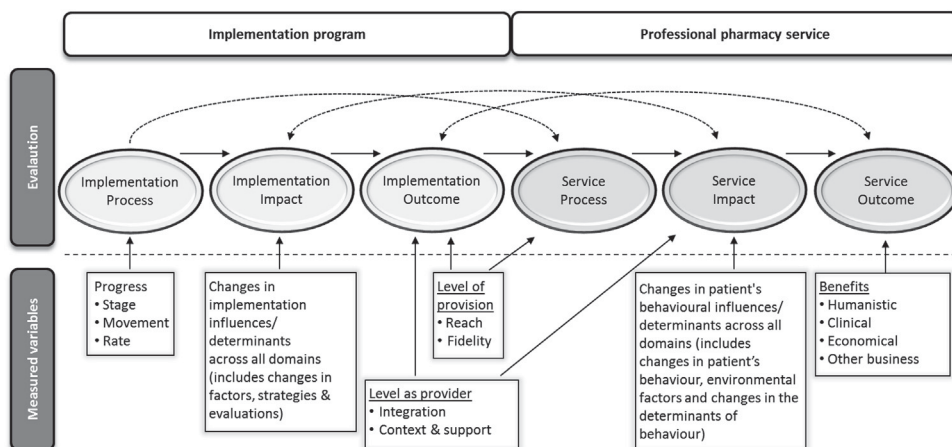 Implementation program
Professional pharmacy service
Evalaution
Implementation
Process
Implementation
Impact
Implementation
Outcome
Service
Process
Service
Impact
Service
Outcome
Measured variables
Progress
• Stage
• Movement
• Rate
Changes in
implementation
influences/
determinants
across all domains
(includes changes in
factors, strategies &
evaluations)
Level of
provision
• Reach
• Fidelity
Level as provider
• Integration
• Context & support
Changes in patient's
behavioural influences/
determinants across all
domains (includes
changes in patient’s
behaviour, environmental
factors and changes in the
determinants of
behaviour)
Benefits
• Humanistic
• Clinical
• Economical
• Other business